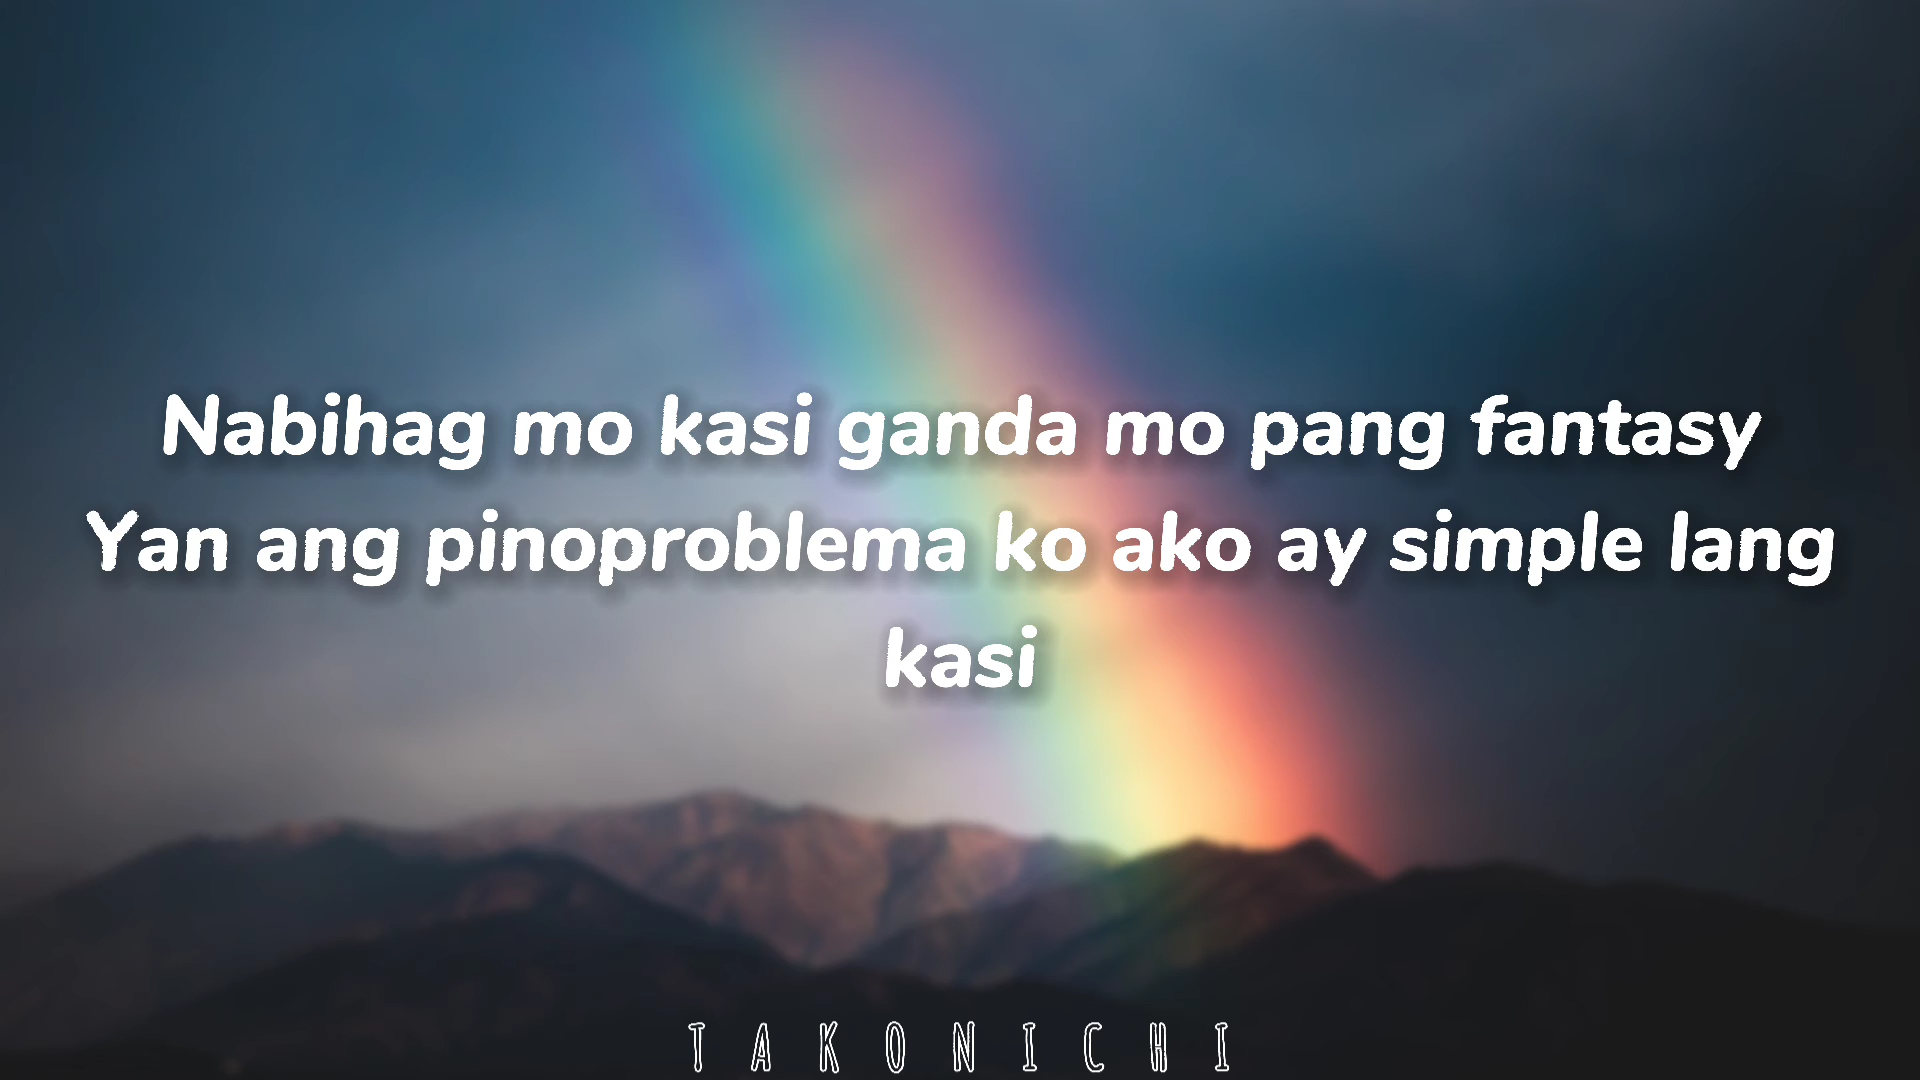 Nabihag mo kasi ganda mo pang fantasy
Yan ang pinoproblema ko ako ay simple lang
kasi
TAKONICHI